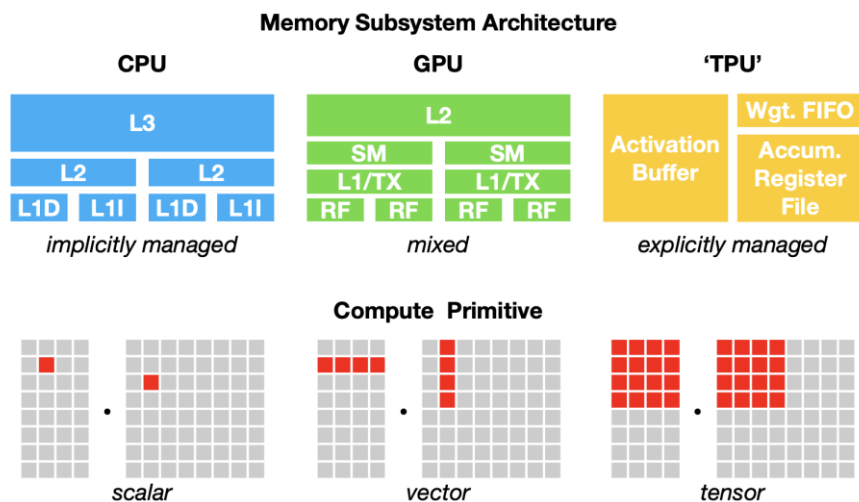 Memory Subsystem Architecture
CPU
GPU
‘TPU’
L3
L2 L2
L1D L1I L1D L1I
implicitly managed
L2
SM SM
L1/TX L1/TX
RF RF RF RF
mixed
Activation
Buffer
Wgt. FIFO
Accum.
Register
File
explicitly managed
Compute Primitive
scalar
vector
tensor